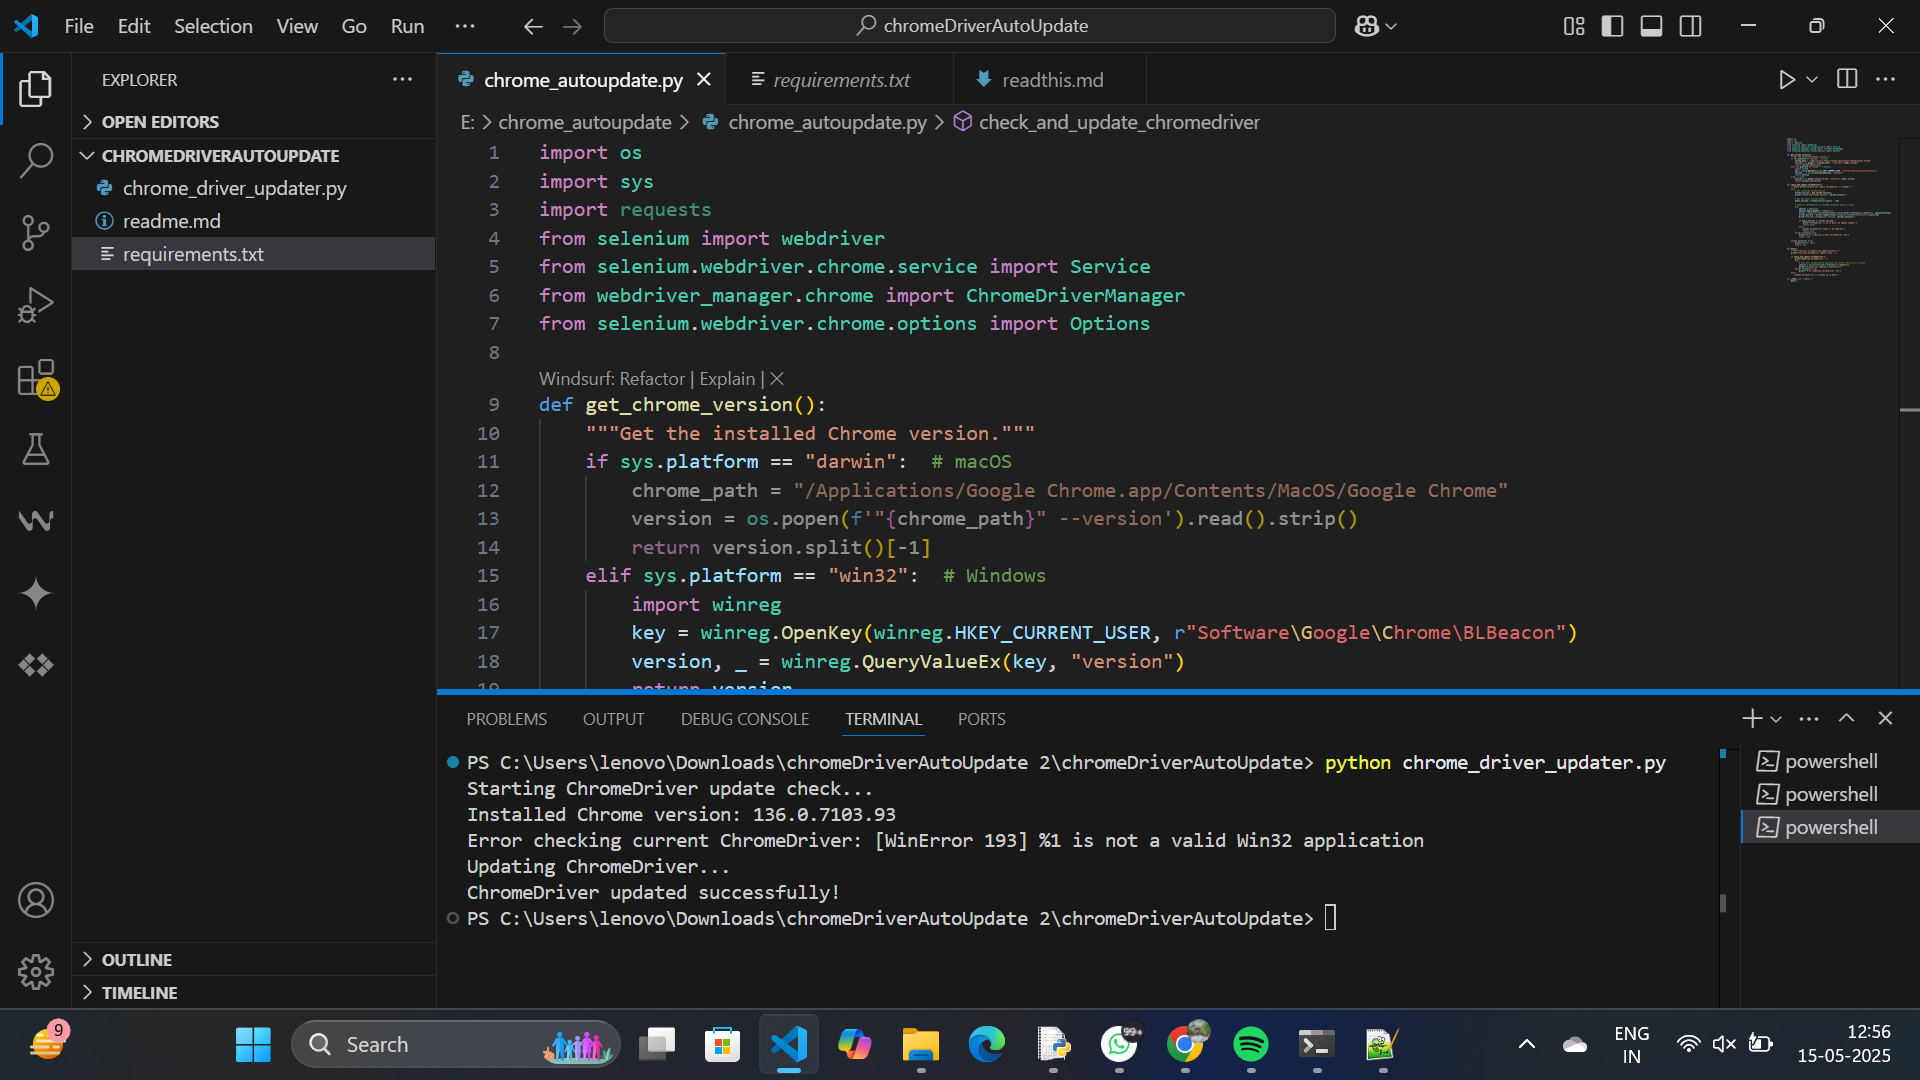 File Edit Selection View Go Run ...
chromeDriverAutoUpdate
EXPLORER
OPEN EDITORS
CHROMEDRIVERAUTOUPDATE
chrome_driver_updater.py
readme.md
requirements.txt
OUTLINE
TIMELINE
chrome_autoupdate.py requirements.txt readthis.md
E: > chrome_autoupdate > chrome_autoupdate.py > check_and_update_chromedriver
1 import os
2 import sys
3 import requests
4 from selenium import webdriver
5 from selenium.webdriver.chrome.service import Service
6 from webdriver_manager.chrome import ChromeDriverManager
7 from selenium.webdriver.chrome.options import Options
8
Windsurf: Refactor | Explain | ×
9 def get_chrome_version():
10 """Get the installed Chrome version."""
11 if sys.platform == "darwin": # macOS
12 chrome_path = "/Applications/Google Chrome.app/Contents/MacOS/Google Chrome"
13 version = os.popen(f'"{chrome_path}" --version').read().strip()
14 return version.split()[-1]
15 elif sys.platform == "win32": # Windows
16 import winreg
17 key = winreg.OpenKey(winreg.HKEY_CURRENT_USER, r"Software\Google\Chrome\BLBeacon")
18 version, _ = winreg.QueryValueEx(key, "version")
19 return version
PROBLEMS OUTPUT DEBUG CONSOLE TERMINAL PORTS
PS C:\Users\lenovo\Downloads\chromeDriverAutoUpdate 2\chromeDriverAutoUpdate> python chrome_driver_updater.py
Starting ChromeDriver update check...
Installed Chrome version: 136.0.7103.93
Error checking current ChromeDriver: [WinError 193] %1 is not a valid Win32 application
Updating ChromeDriver...
ChromeDriver updated successfully!
PS C:\Users\lenovo\Downloads\chromeDriverAutoUpdate 2\chromeDriverAutoUpdate>
powershell
powershell
powershell
9
Search
99+
ENG
IN
12:56
15-05-2025